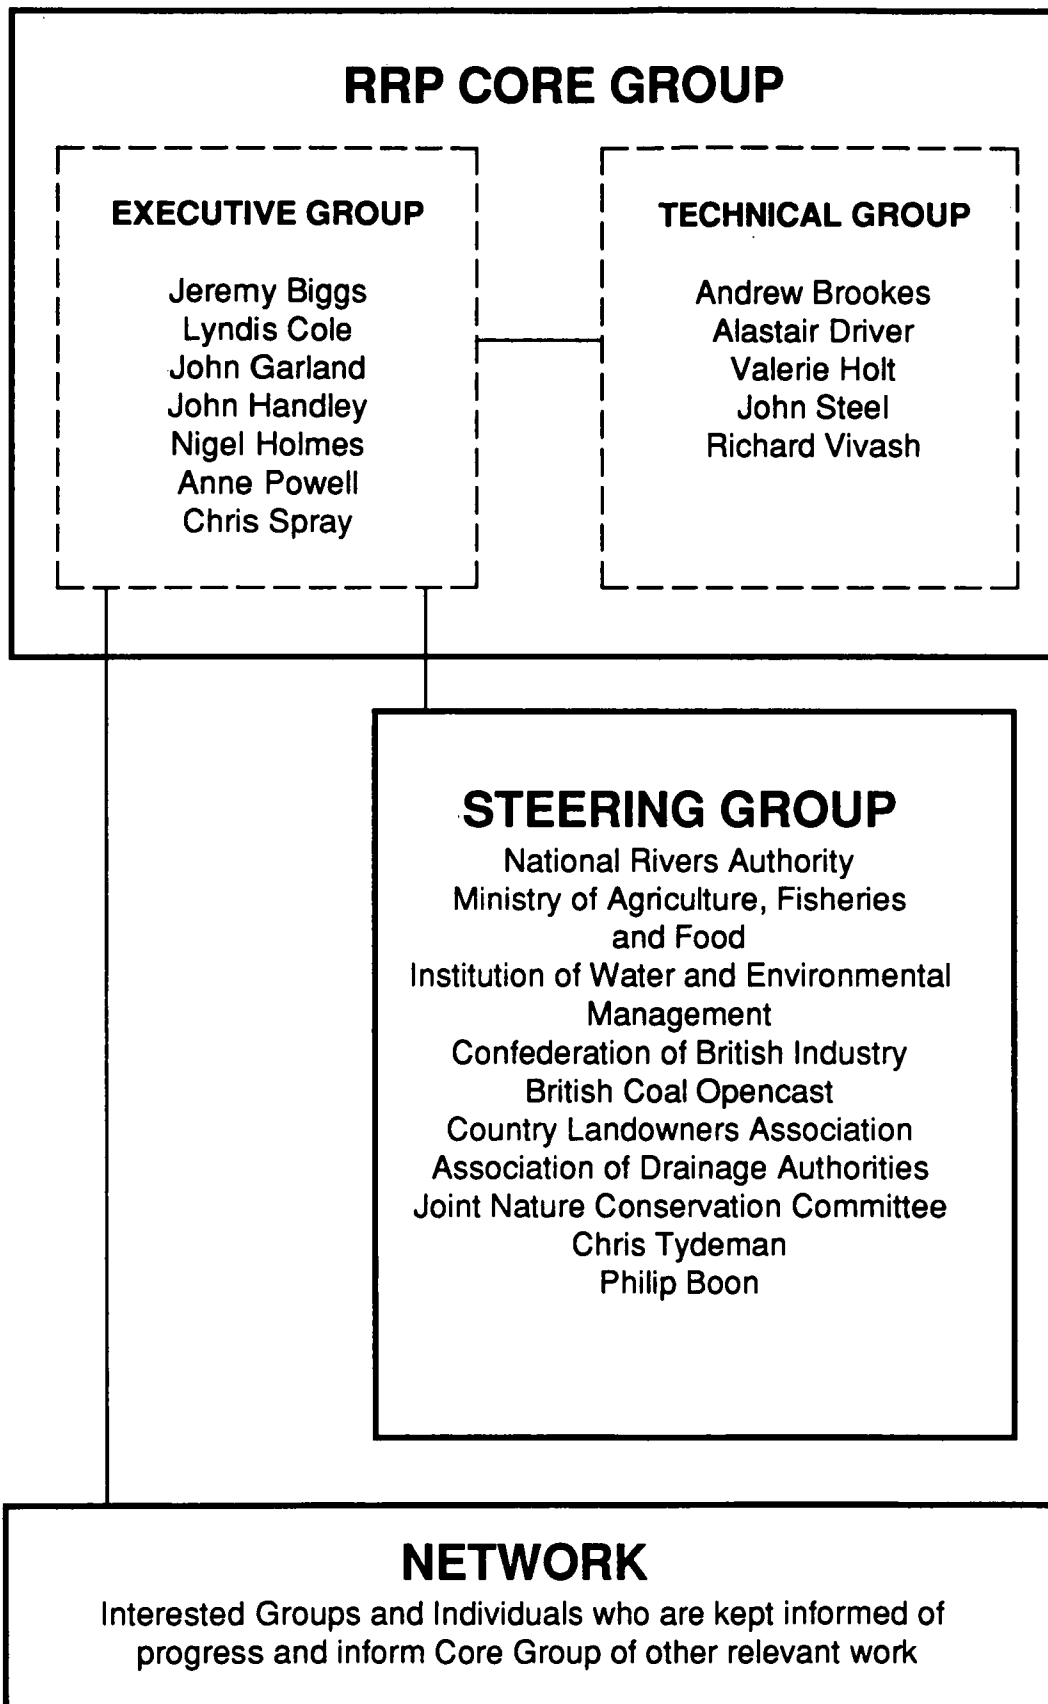 RRP CORE GROUP
EXECUTIVE GROUP
Jeremy Biggs
Lyndis Cole
John Garland
John Handley
Nigel Holmes
Anne Powell
Chris Spray
TECHNICAL GROUP
Andrew Brookes
Alastair Driver
Valerie Holt
John Steel
Richard Vivash
STEERING GROUP
National Rivers Authority
Ministry of Agriculture, Fisheries
and Food
Institution of Water and Environmental
Management
Confederation of British Industry
British Coal Opencast
Country Landowners Association
Association of Drainage Authorities
Joint Nature Conservation Committee
Chris Tydeman
Philip Boon
NETWORK
Interested Groups and Individuals who are kept informed of
progress and inform Core Group of other relevant work